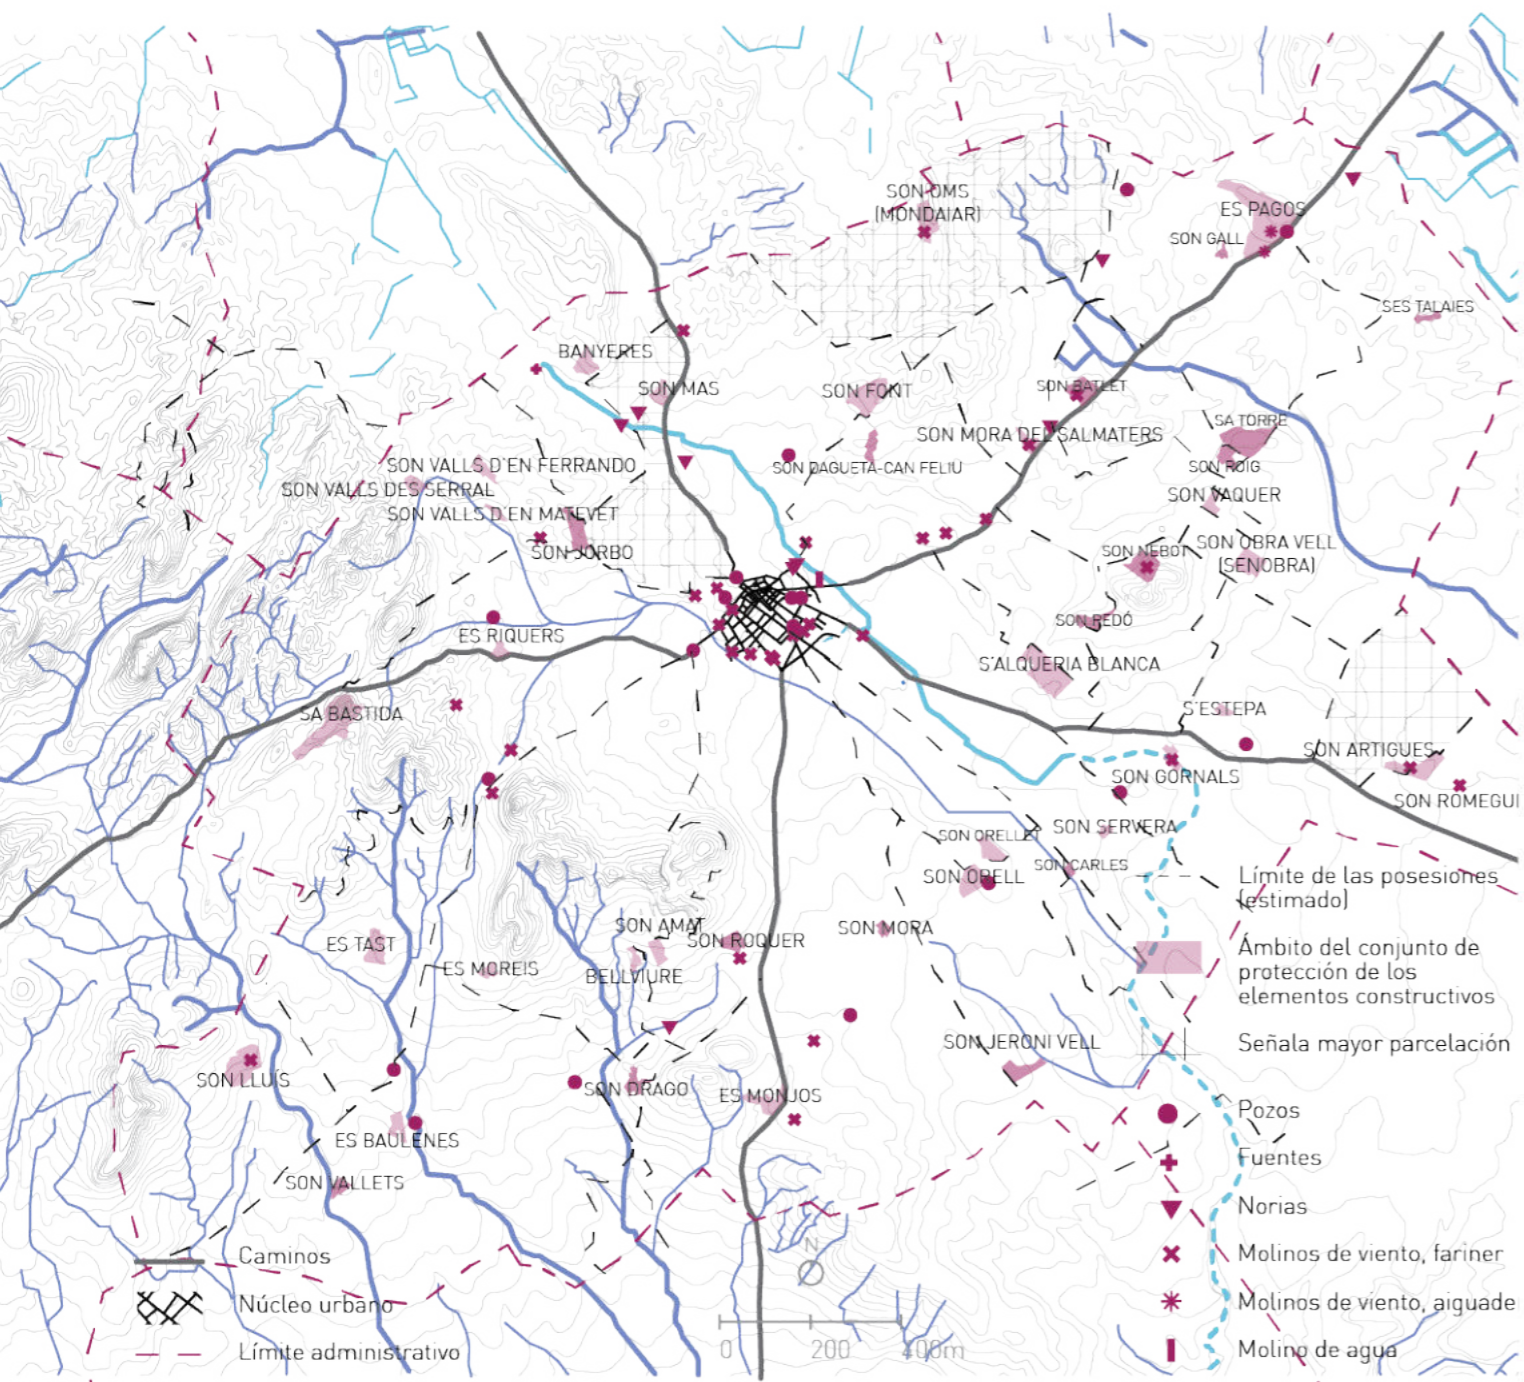 SON OMS
(MONDAIAR)
ES PAGOS
SON GALL
SES TALAIES
BANYERES
SON MAS
SON FONT
SON BATLET
SA TORRE
SON MORA DEL SALMATERS
SON VALLS D'EN FERRANDO
SON DAGUETA-CAN FELIU
SON ROIG
SON VALLS DES SERRAL
SON VAQUER
SON VALLS D'EN MATEVET
SON JORBO
SON NEBOT
SON OBRA VELL
(SENOBRA)
SON REDÓ
ES RIQUERS
S'ALQUERIA BLANCA
SA BASTIDA
S'ESTEPA
SON ARTIGUES
SON GORNALS
SON ROMEGUI
SON ORELLET
SON SERVERA
SON CARLES
SON ORELL
SON AMAT
SON MORA
ES TAST
SON ROQUER
ES MOREIS
BELLVIURE
SON JERONI VELL
SON LLUÍS
SON DRAGO
ES MONJOS
ES BAULENES
SON VALLETS
Límite de las posesiones
(estimado)
Ámbito del conjunto de
protección de los
elementos constructivos
Señala mayor parcelación
Pozos
Fuentes
Norias
Molinos de viento, fariner
Molinos de viento, aiguade
Molino de agua
Caminos
Núcleo urbano
Límite administrativo
N
0 200 400m